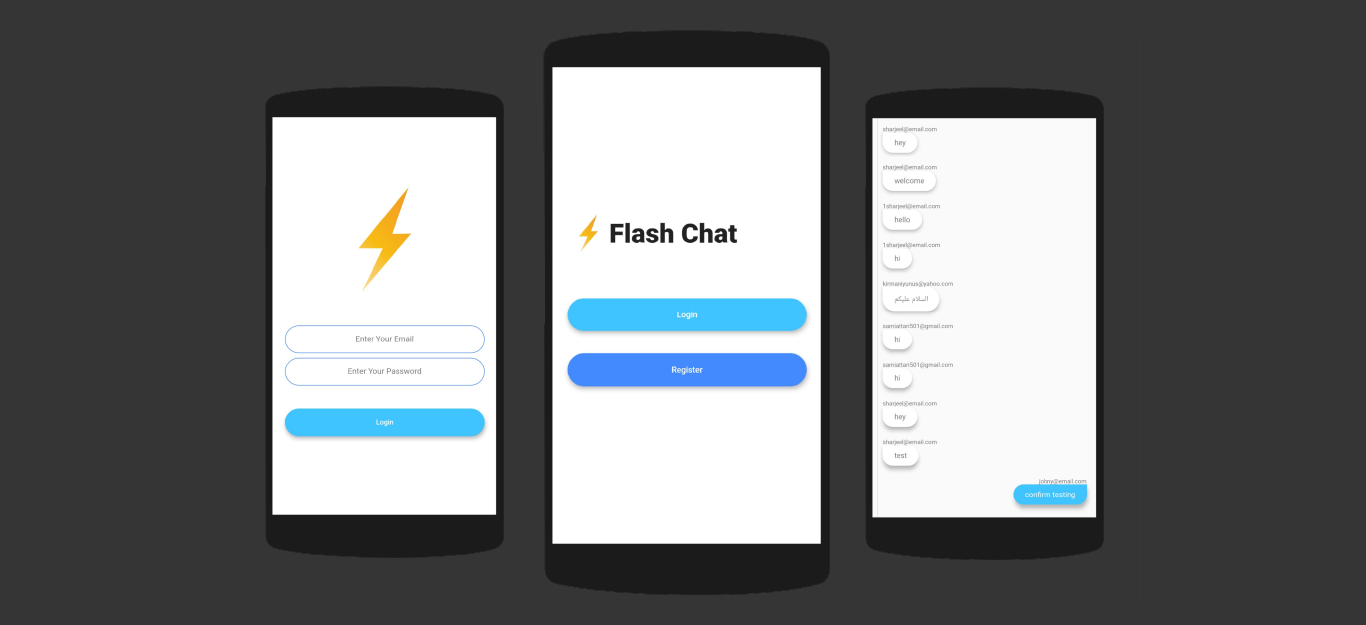 Enter Your Email
Enter Your Password
Login
Flash Chat
Login
Register
sharjeel@email.com
hey
sharjeel@email.com
welcome
1sharjeel@email.com
hello
1sharjeel@email.com
hi
kirmaniyunus@yahoo.com
السلام عليكم
samiattari501@gmail.com
hi
samiattari501@gmail.com
hi
sharjeel@email.com
hey
sharjeel@email.com
test
johny@email.com
confirm testing